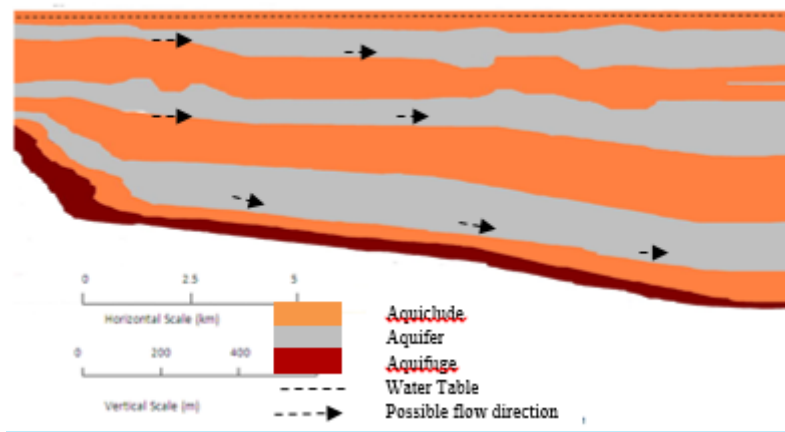 0 2.5 5
Horizontal Scale (km)
0 200 400
Vertical Scale (m)
Aquiclude
Aquifer
Aquifuge
Water Table
Possible flow direction